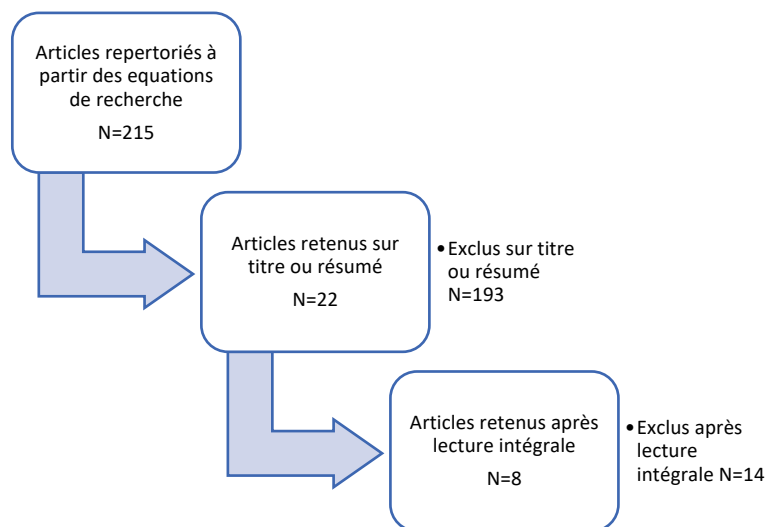 Articles repertoriés à
partir des equations
de recherche
N=215
Articles retenus sur
titre ou résumé
N=22
•Exclus sur titre
ou résumé
N=193
Articles retenus après
lecture intégrale
N=8
•Exclus après
lecture
intégrale N=14